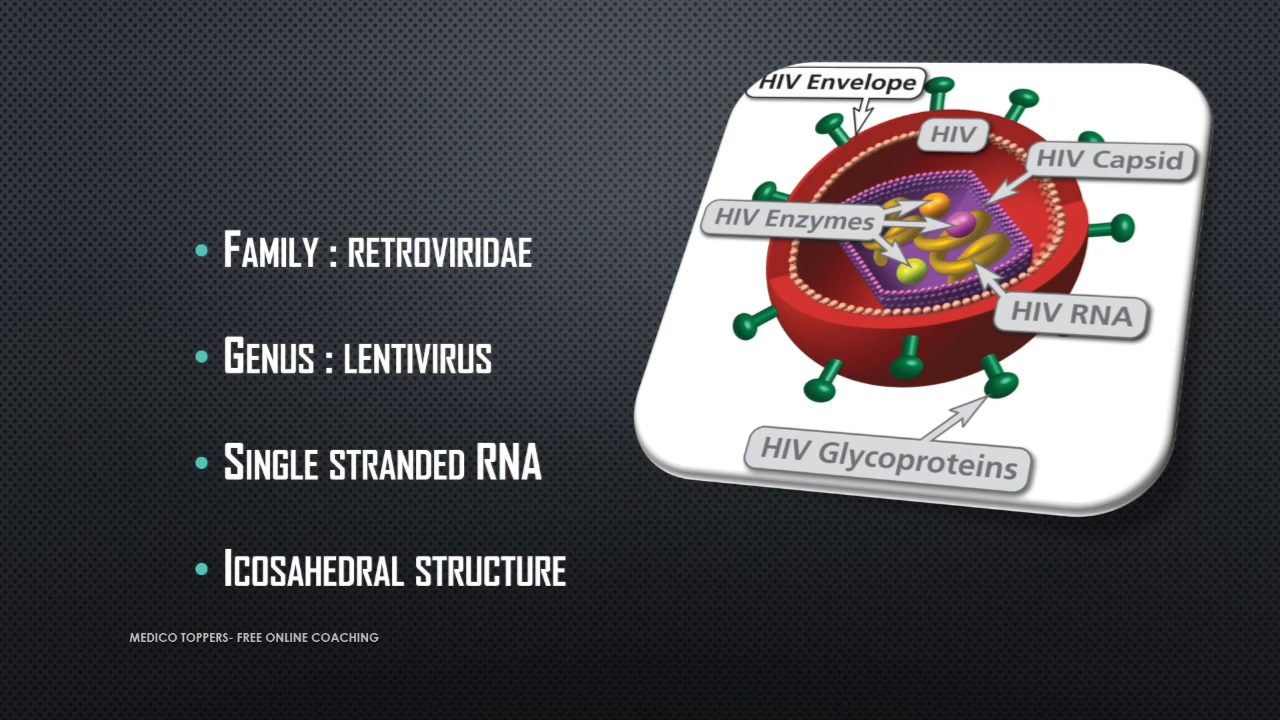 FAMILY : RETROVIRIDAE
GENUS : LENTIVIRUS
SINGLE STRANDED RNA
ICOSAHEDRAL STRUCTURE
MEDICO TOPPERS- FREE ONLINE COACHING
HIV Envelope
HIV
HIV Capsid
HIV Enzymes
HIV RNA
HIV Glycoproteins